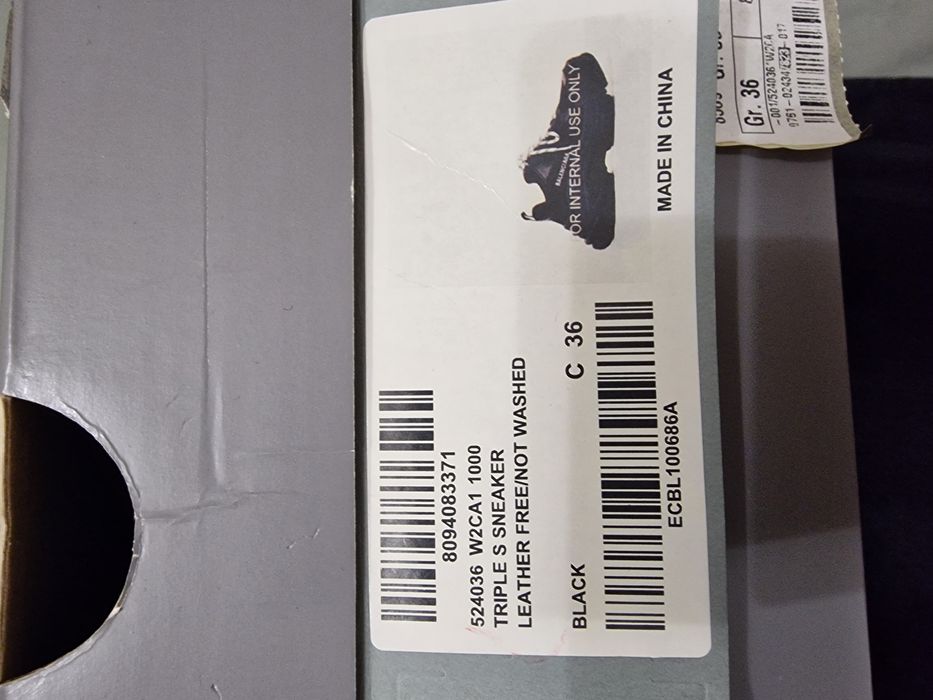 8094083371
524036 W2CA1 1000
TRIPLE S SNEAKER
LEATHER FREE/NOT WASHED
BLACK
C 36
ECBL100686A
BALENCIAGA
FOR INTERNAL USE ONLY
MADE IN CHINA
Gr. 36